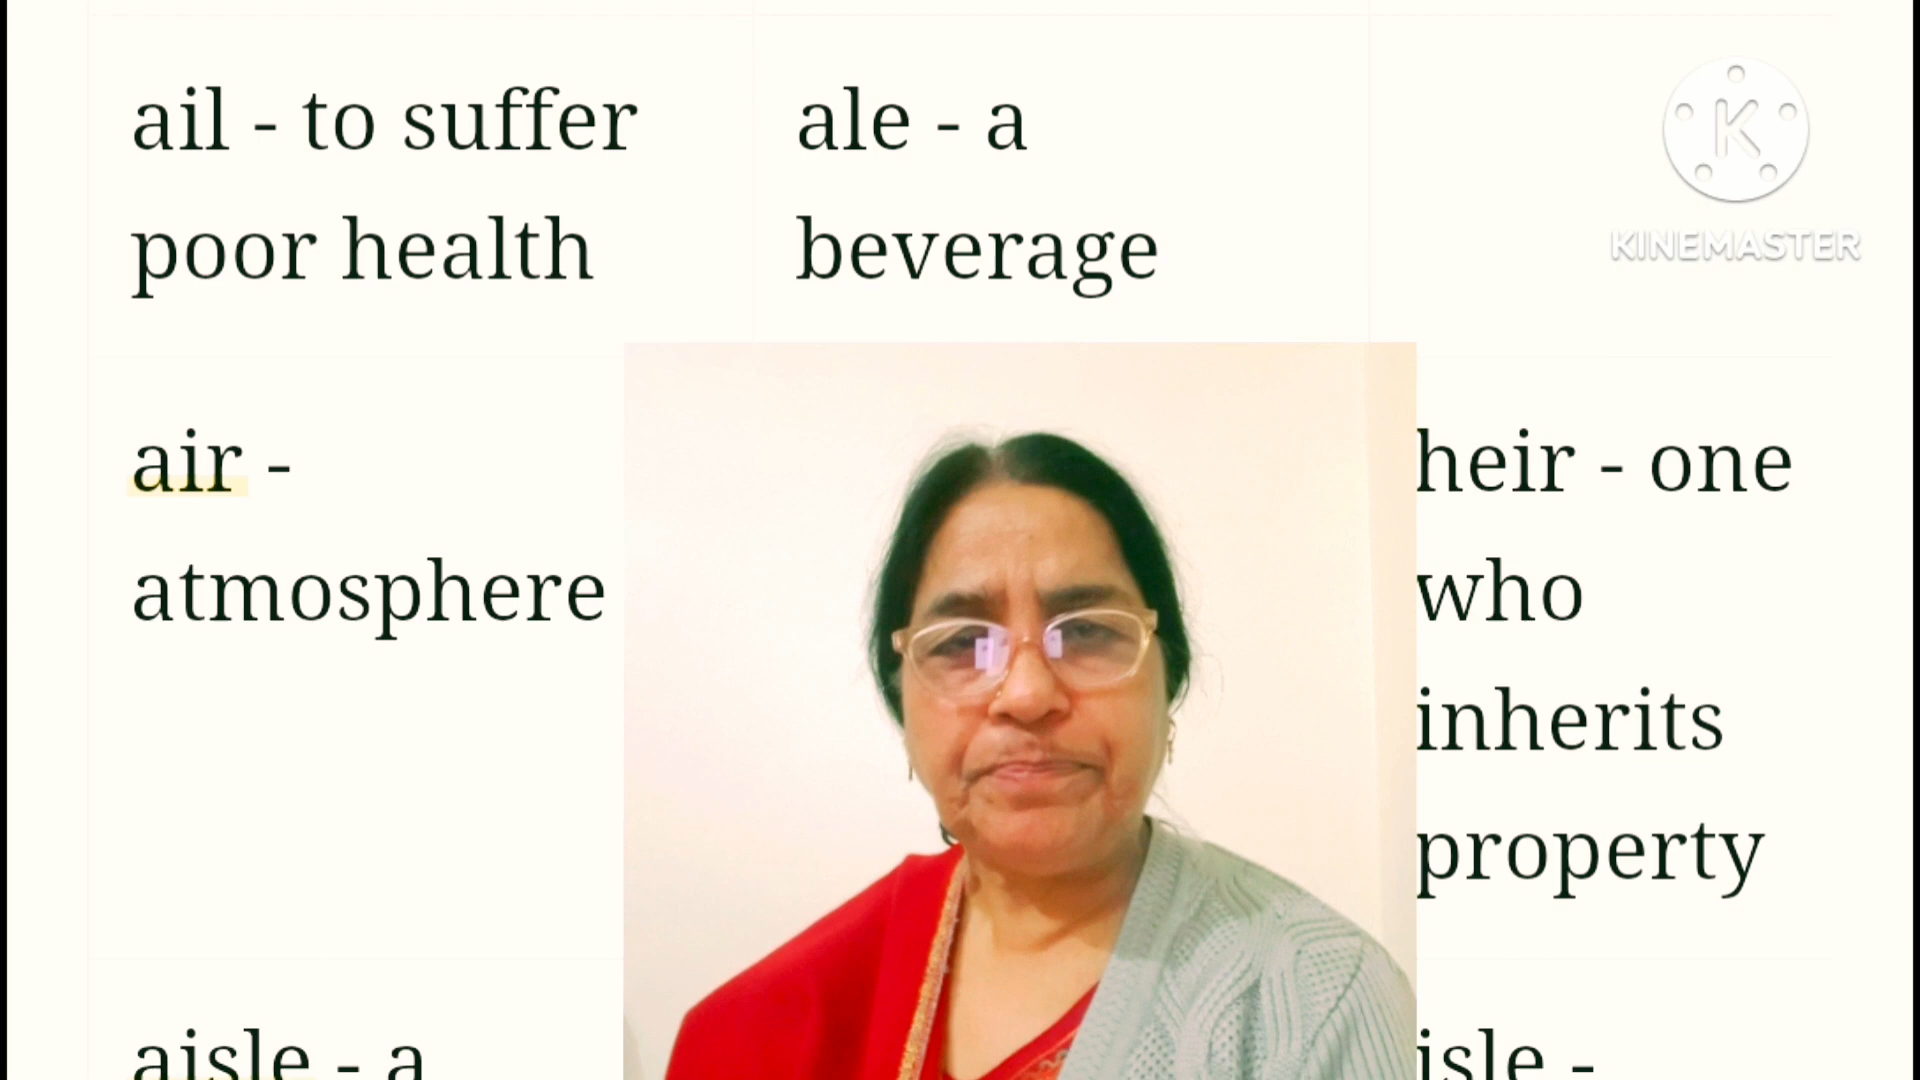 ail - to suffer
poor health
ale - a
beverage
K
KINEMASTER
air -
atmosphere
heir - one
who
inherits
property
aisle - a
isle -